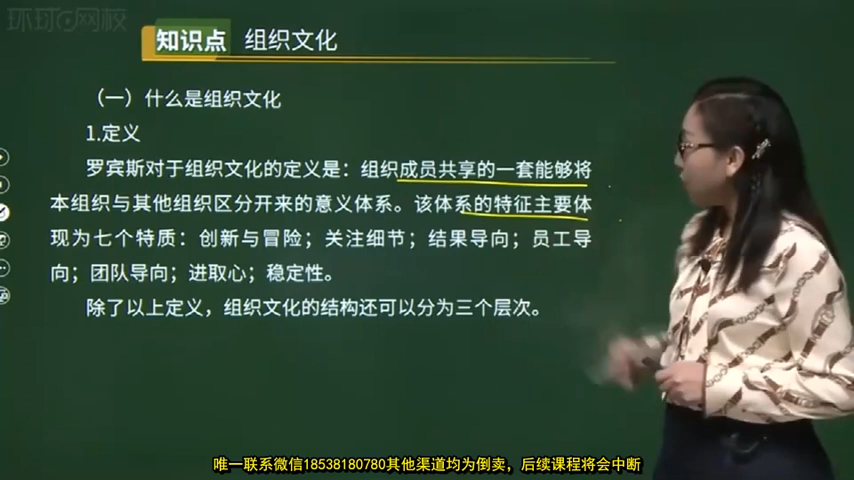 环球网校
知识点 组织文化
（一）什么是组织文化
1.定义
罗宾斯对于组织文化的定义是：组织成员共享的一套能够将
本组织与其他组织区分开来的意义体系。该体系的特征主要体
现为七个特质：创新与冒险；关注细节；结果导向；员工导
向；团队导向；进取心；稳定性。
除了以上定义，组织文化的结构还可以分为三个层次。
唯一联系微信18538180780其他渠道均为倒卖，后续课程将会中断